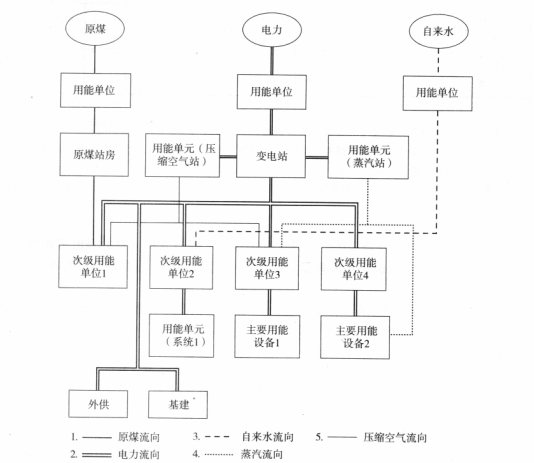 原煤
电力
自来水
用能单位
用能单位
用能单位
原煤站房
用能单元（压
缩空气站）
变电站
用能单元
（蒸汽站）
次级用能
单位1
次级用能
单位2
次级用能
单位3
次级用能
单位4
用能单元
（系统1）
主要用能
设备1
主要用能
设备2
外供
基建
1. 原煤流向
3. 自来水流向
5. 压缩空气流向
2. 电力流向
4. 蒸汽流向